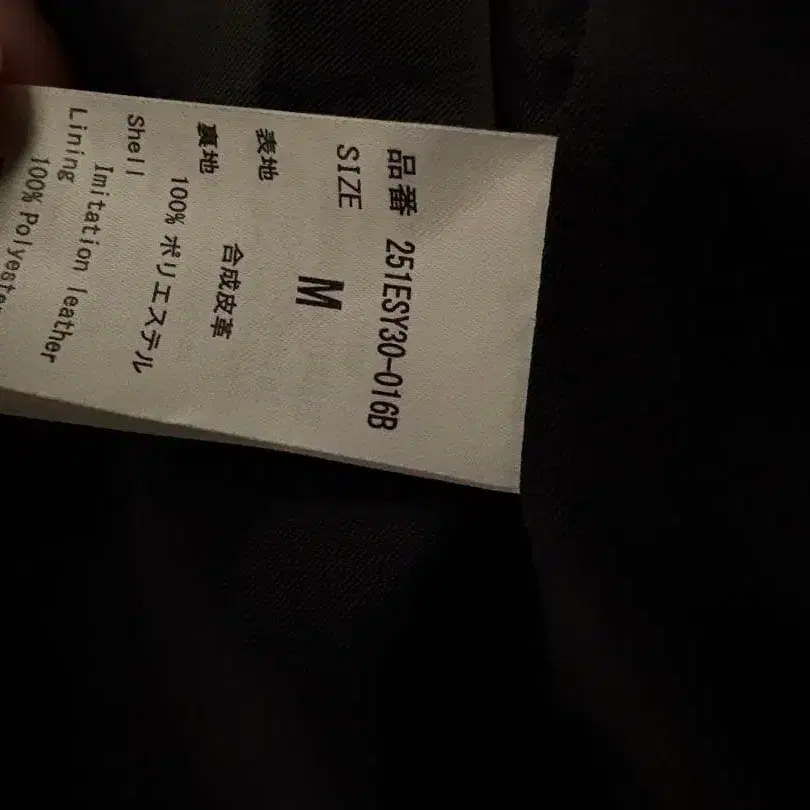 品番 251ESY30-016B
SIZE
M
表地
合成皮革
裏地
100% ポリエステル
Shell
Imitation leather
Lining
100% Polyester